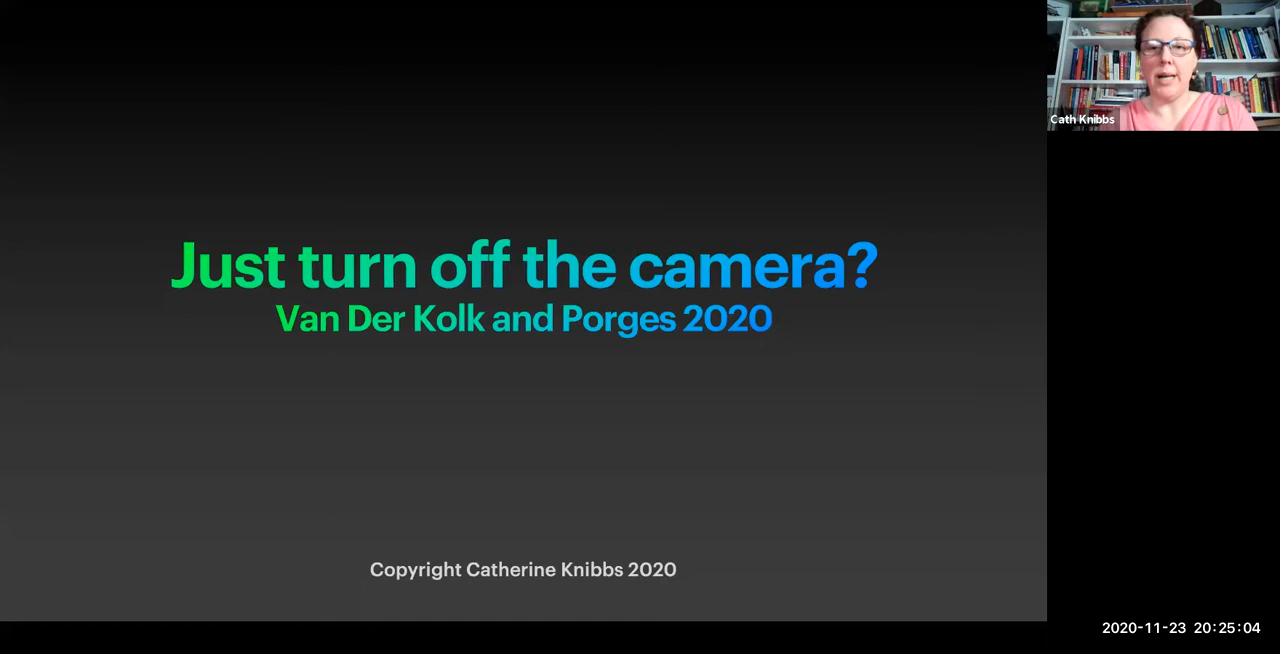 Just turn off the camera?
Van Der Kolk and Porges 2020
Copyright Catherine Knibbs 2020
Cath Knibbs
2020-11-23 20:25:04